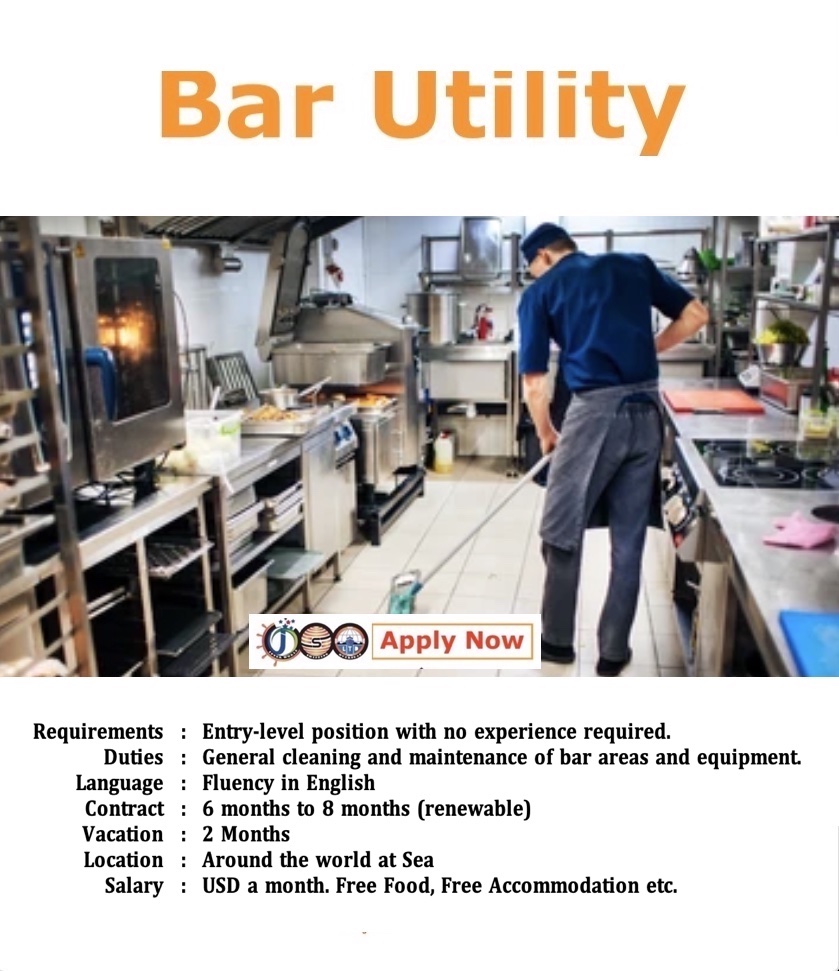 Bar Utility
Apply Now
Requirements : Entry-level position with no experience required.
Duties : General cleaning and maintenance of bar areas and equipment.
Language : Fluency in English
Contract : 6 months to 8 months (renewable)
Vacation : 2 Months
Location : Around the world at Sea
Salary : USD a month. Free Food, Free Accommodation etc.